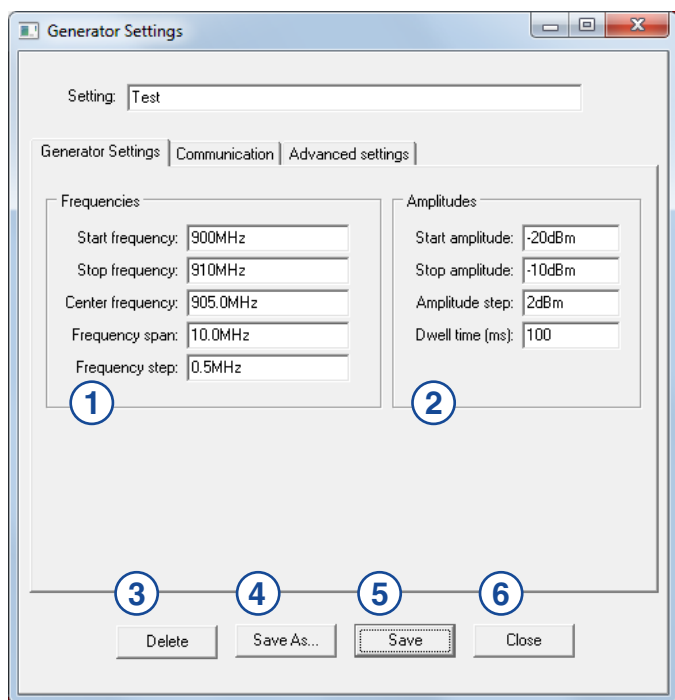 Generator Settings
Setting: Test
Generator Settings Communication Advanced settings
Frequencies
Start frequency: 900MHz
Stop frequency: 910MHz
Center frequency: 905.0MHz
Frequency span: 10.0MHz
Frequency step: 0.5MHz
1
Amplitudes
Start amplitude: -20dBm
Stop amplitude: -10dBm
Amplitude step: 2dBm
Dwell time (ms): 100
2
3 4 5 6
Delete Save As... Save Close